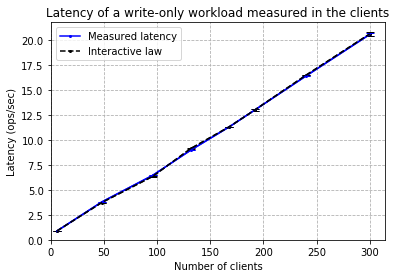 Latency of a write-only workload measured in the clients
Measured latency
Interactive law
Latency (ops/sec)
20.0
17.5
15.0
12.5
10.0
7.5
5.0
2.5
0.0
0 50 100 150 200 250 300
Number of clients